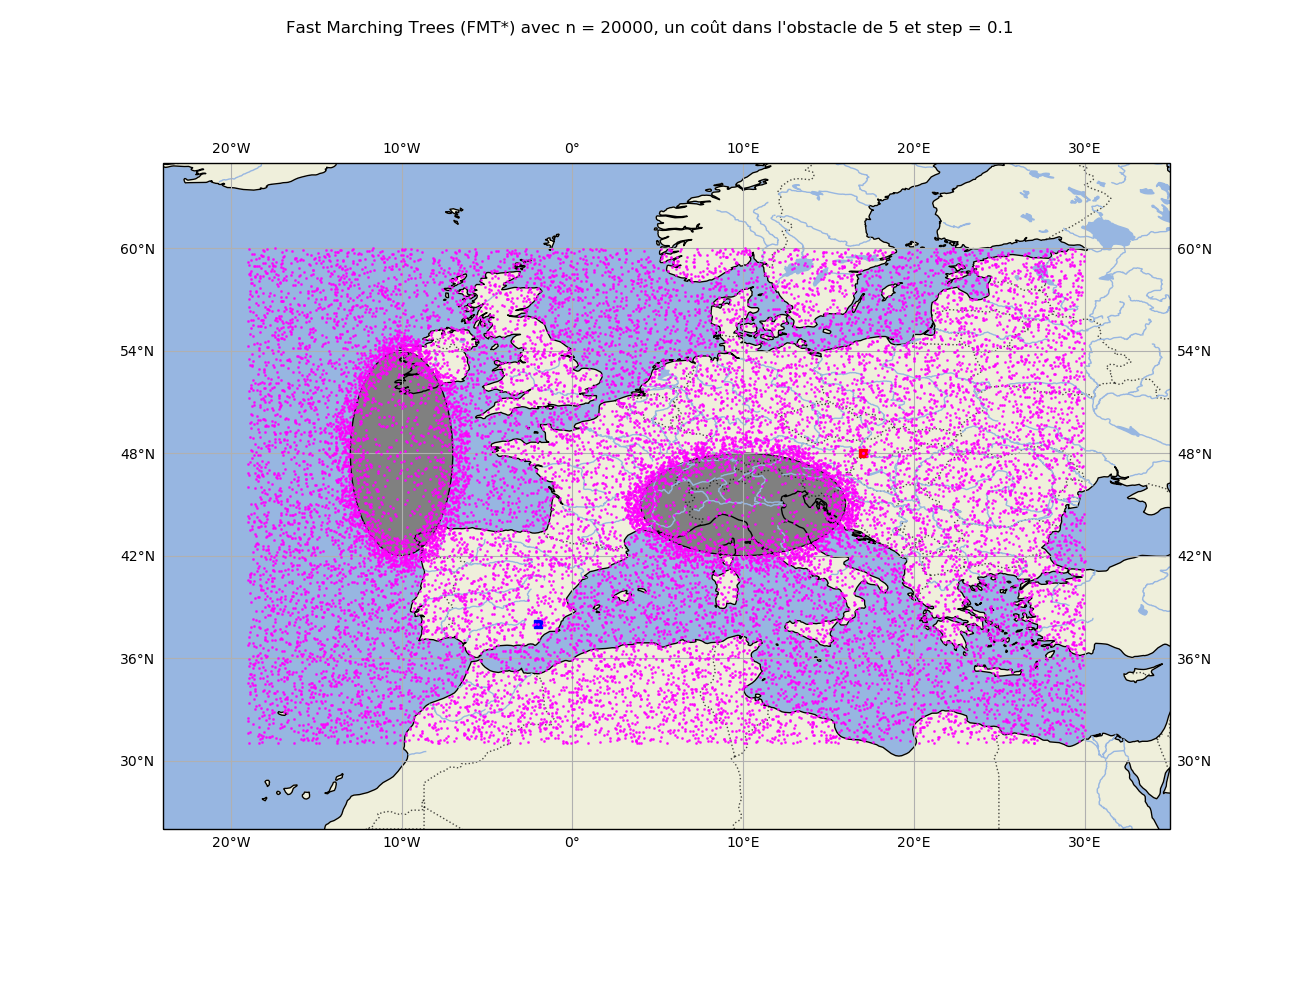 Fast Marching Trees (FMT*) avec n = 20000, un coût dans l'obstacle de 5 et step = 0.1
20°W 10°W 0° 10°E 20°E 30°E
60°N 60°N
54°N 54°N
48°N 48°N
42°N 42°N
36°N 36°N
30°N 30°N
20°W 10°W 0° 10°E 20°E 30°E